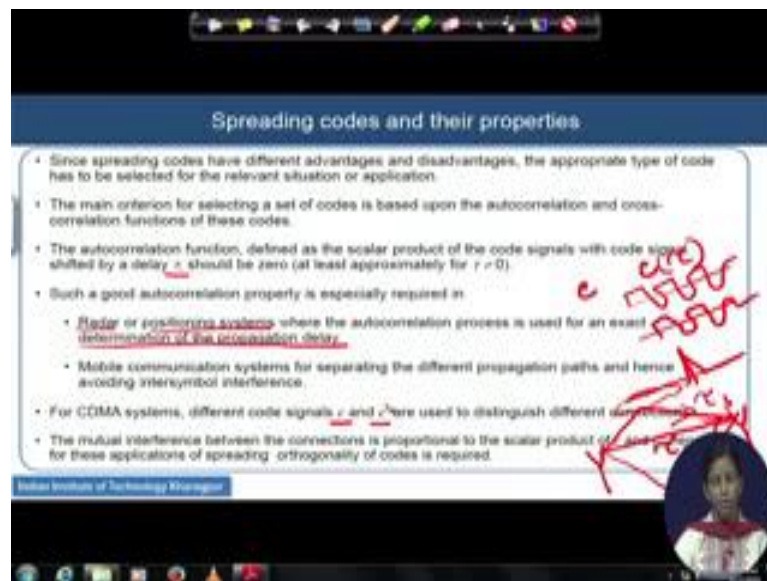 Spreading codes and their properties
• Since spreading codes have different advantages and disadvantages, the appropriate type of code
has to be selected for the relevant situation or application.
• The main criterion for selecting a set of codes is based upon the autocorrelation and cross-
correlation functions of these codes.
• The autocorrelation function, defined as the scalar product of the code signals with code signal
shifted by a delay τ, should be zero (at least approximately for τ ≠ 0).
• Such a good autocorrelation property is especially required in
• Radar or positioning systems where the autocorrelation process is used for an exact
determination of the propagation delay.
• Mobile communication systems for separating the different propagation paths and hence
avoiding intersymbol interference.
• For CDMA systems, different code signals c and c' are used to distinguish different
• The mutual interference between the connections is proportional to the scalar product of and
for these applications of spreading orthogonality of codes is required.
Indian Institute of Technology Kharagpur